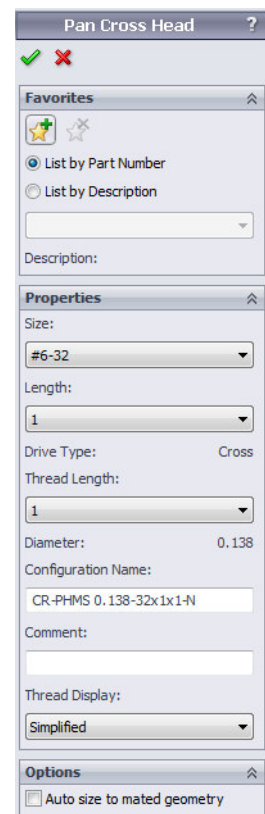 Pan Cross Head ?
Favorites
List by Part Number
List by Description
Description:
Properties
Size:
#6-32
Length:
1
Drive Type: Cross
Thread Length:
1
Diameter: 0.138
Configuration Name:
CR-PHMS 0.138-32x1x1-N
Comment:
Thread Display:
Simplified
Options
Auto size to mated geometry